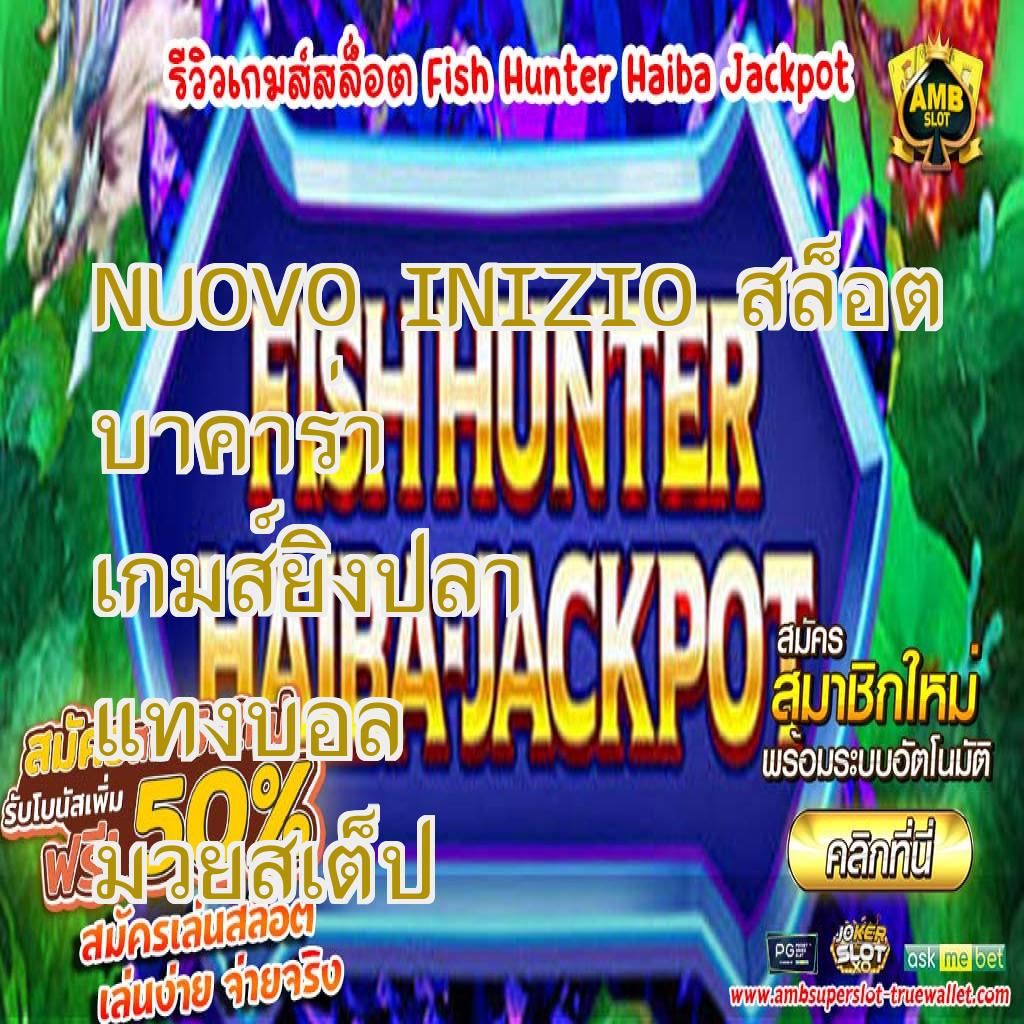 รีวิวเกมส์สล็อต Fish Hunter Haiba Jackpot
AMB
SLOT
NUOVO INIZIO สล็อต
FISH HUNTER
บาคาร่า
เกมส์ยิงปลา
HAIBA JACKPOT
สมัคร
สมาชิกใหม่
พร้อมระบบอัตโนมัติ
แทงบอล
รับโบนัสเพิ่ม
50%
ฟรี
มวยสเต็ป
คลิกที่นี่
สมัครเล่นสล็อต
เล่นง่าย จ่ายจริง
PG
JOKER
SLOT
XO
ask me bet
www.ambsuperslot-truewallet.com